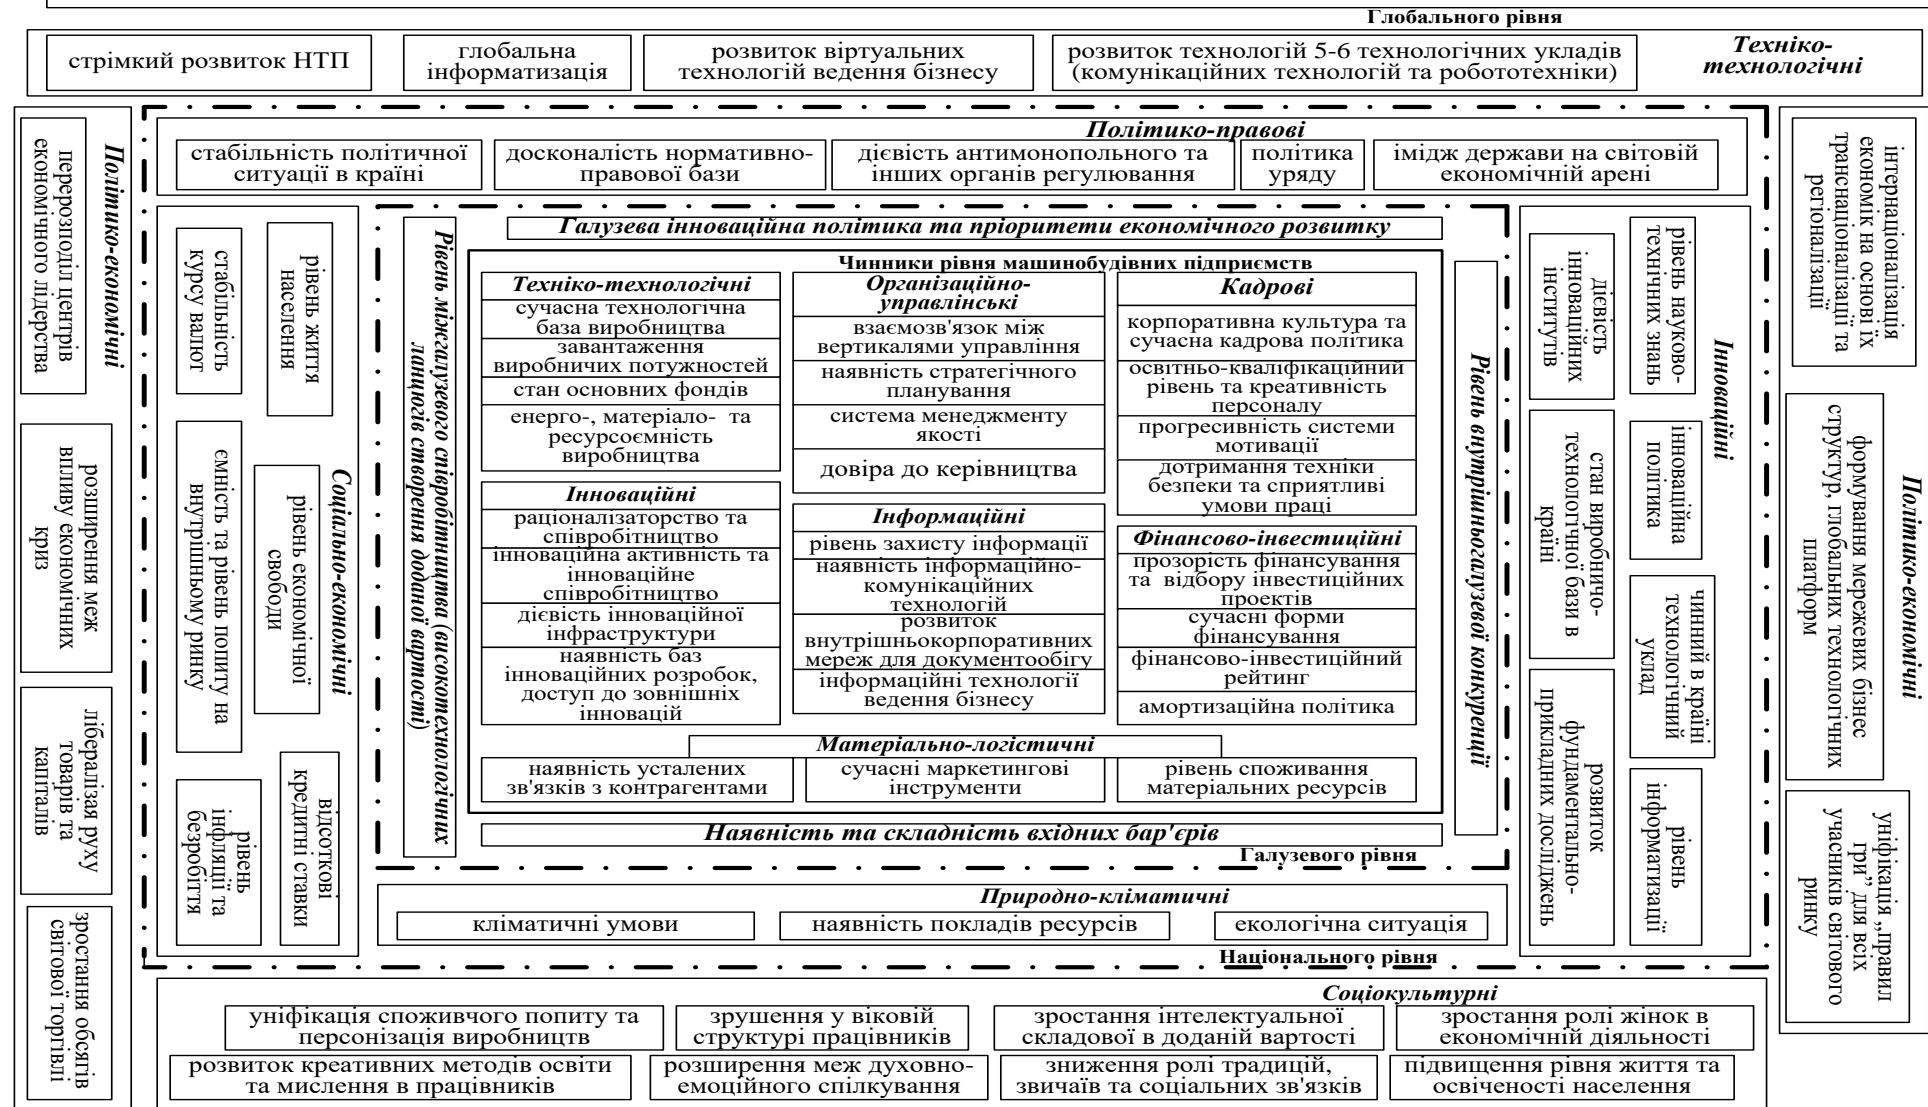 Глобального рівня
стрімкий розвиток НТП
глобальна
інформатизація
розвиток віртуальних
технологій ведення бізнесу
розвиток технологій 5-6 технологічних укладів
(комунікаційних технологій та робототехніки)
Техніко-
технологічні
Політико-економічні
перерозподіл центрів
економічного лідерства
розширення меж
впливу економічних
криз
лібералізая руху
товарів та
капіталів
зростання обсягів
світової торгівлі
Політико-правові
стабільність політичної
ситуації в країні
досконалість нормативно-
правової бази
дієвість антимонопольного та
інших органів регулювання
політика
уряду
імідж держави на світовій
економічній арені
Соціально-економічні
рівень життя
населення
стабільність
курсу валют
рівень економічної
свободи
ємність та рівень попиту на
внутрішньому ринку
відсоткові
кредитні ставки
рівень
інфляції та
безробіття
Рівень міжгалузевого співробітництва (високотехнологічних
ланцюгів створення доданої вартості)
Галузева інноваційна політика та пріоритети економічного розвитку
Чинники рівня машинобудівних підприємств
Техніко-технологічні
сучасна технологічна
база виробництва
завантаження
виробничих потужностей
стан основних фондів
енерго-, матеріало- та
ресурсоємність
виробництва
Інноваційні
раціоналізаторство та
співробітництво
інноваційна активність та
інноваційне
співробітництво
дієвість інноваційної
інфраструктури
наявність баз
інноваційних розробок,
доступ до зовнішніх
інновацій
Організаційно-
управлінські
взаємозв'язок між
вертикалями управління
наявність стратегічного
планування
система менеджменту
якості
довіра до керівництва
Інформаційні
рівень захисту інформації
наявність інформаційно-
комунікаційних
технологій
розвиток
внутрішньокорпоративних
мереж для документообігу
інформаційні технології
ведення бізнесу
Кадрові
корпоративна культура та
сучасна кадрова політика
освітньо-кваліфікаційний
рівень та креативність
персоналу
прогресивність системи
мотивації
дотримання техніки
безпеки та сприятливі
умови праці
Фінансово-інвестиційні
прозорість фінансування
та відбору інвестиційних
проектів
сучасні форми
фінансування
фінансово-інвестиційний
рейтинг
амортизаційна політика
Матеріально-логістичні
наявність усталених
зв'язків з контрагентами
сучасні маркетингові
інструменти
рівень споживання
матеріальних ресурсів
Наявність та складність вхідних бар'єрів
Галузевого рівня
Рівень внутрішньогалузевої конкуренції
Інноваційні
рівень науково-
технічних знань
дієвість
інноваційних
інститутів
інноваційна
політика
стан виробничо-
технологічної бази в
країні
чинний в країні
технологічний
уклад
розвиток
фундаментально-
прикладних досліджень
рівень
інформатизації
Природно-кліматичні
кліматичні умови
наявність покладів ресурсів
екологічна ситуація
Національного рівня
Політико-економічні
інтернаціоналізація
економік на основі їх
транснаціоналізації та
регіоналізації
формування мережевих бізнес
структур, глобальних технологічних
платформ
уніфікація „правил
гри” для всіх
учасників світового
ринку
Соціокультурні
уніфікація споживчого попиту та
персонізація виробництв
зрушення у віковій
структурі працівників
зростання інтелектуальної
складової в доданій вартості
зростання ролі жінок в
економічній діяльності
розвиток креативних методів освіти
та мислення в працівників
розширення меж духовно-
емоційного спілкування
зниження ролі традицій,
звичаїв та соціальних зв'язків
підвищення рівня життя та
освіченості населення